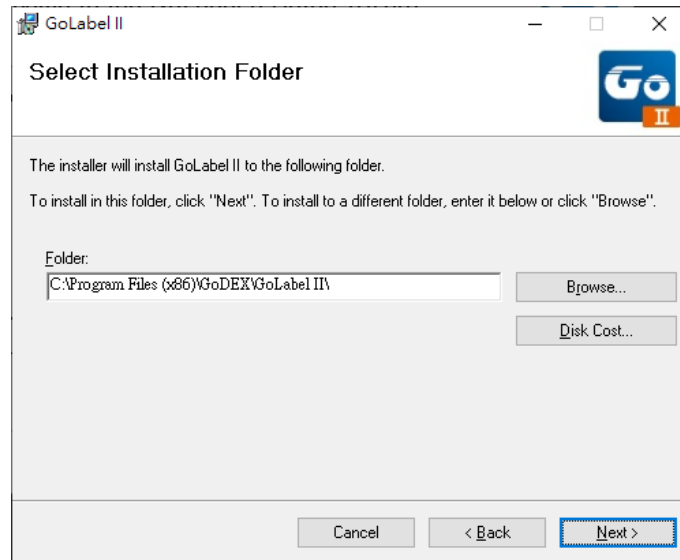 GoLabel II
Select Installation Folder
Go
II
The installer will install GoLabel II to the following folder.
To install in this folder, click "Next". To install to a different folder, enter it below or click "Browse".
Folder:
C:\Program Files (x86)\GoDEX\GoLabel II\
Browse...
Disk Cost...
Cancel
< Back
Next >